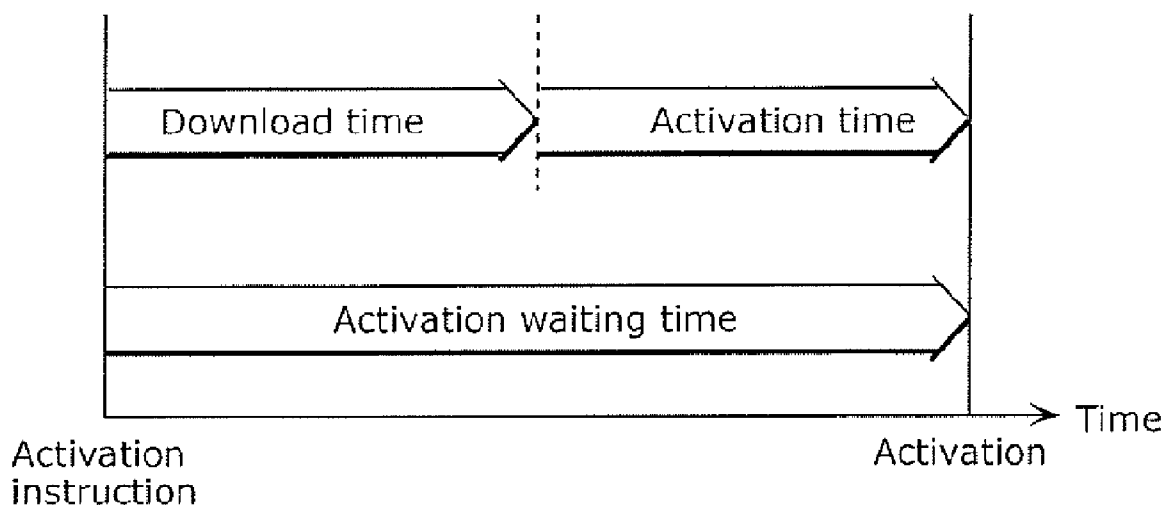 Download time
Activation time
Activation waiting time
Time
Activation
instruction
Activation